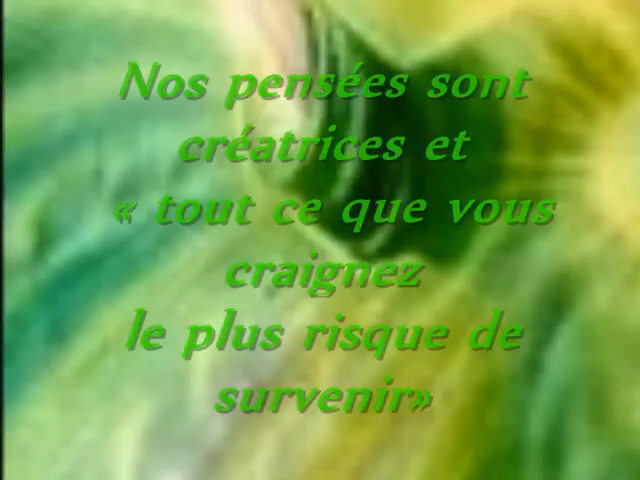 Nos pensées sont
créatrices et
« tout ce que vous
craignez
le plus risque de
survenir»